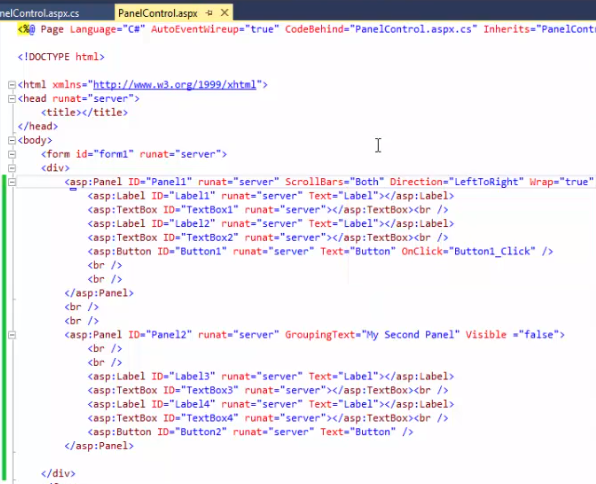 nelControl.aspx.cs PanelControl.aspx
<%@ Page Language="C#" AutoEventWireup="true" CodeBehind="PanelControl.aspx.cs" Inherits="PanelCont
<!DOCTYPE html>
<html xmlns="http://www.w3.org/1999/xhtml">
<head runat="server">
<title></title>
</head>
<body>
<form id="form1" runat="server">
<div>
<asp:Panel ID="Panel1" runat="server" ScrollBars="Both" Direction="LeftToRight" Wrap="true"
<asp:Label ID="Label1" runat="server" Text="Label"></asp:Label>
<asp:TextBox ID="TextBox1" runat="server"></asp:TextBox><br />
<asp:Label ID="Label2" runat="server" Text="Label"></asp:Label>
<asp:TextBox ID="TextBox2" runat="server"></asp:TextBox><br />
<asp:Button ID="Button1" runat="server" Text="Button" OnClick="Button1_Click" />
<br />
<br />
</asp:Panel>
<br />
<br />
<asp:Panel ID="Panel2" runat="server" GroupingText="My Second Panel" Visible ="false">
<br />
<br />
<asp:Label ID="Label3" runat="server" Text="Label"></asp:Label>
<asp:TextBox ID="TextBox3" runat="server"></asp:TextBox><br />
<asp:Label ID="Label4" runat="server" Text="Label"></asp:Label>
<asp:TextBox ID="TextBox4" runat="server"></asp:TextBox><br />
<asp:Button ID="Button2" runat="server" Text="Button" />
</asp:Panel>
</div>